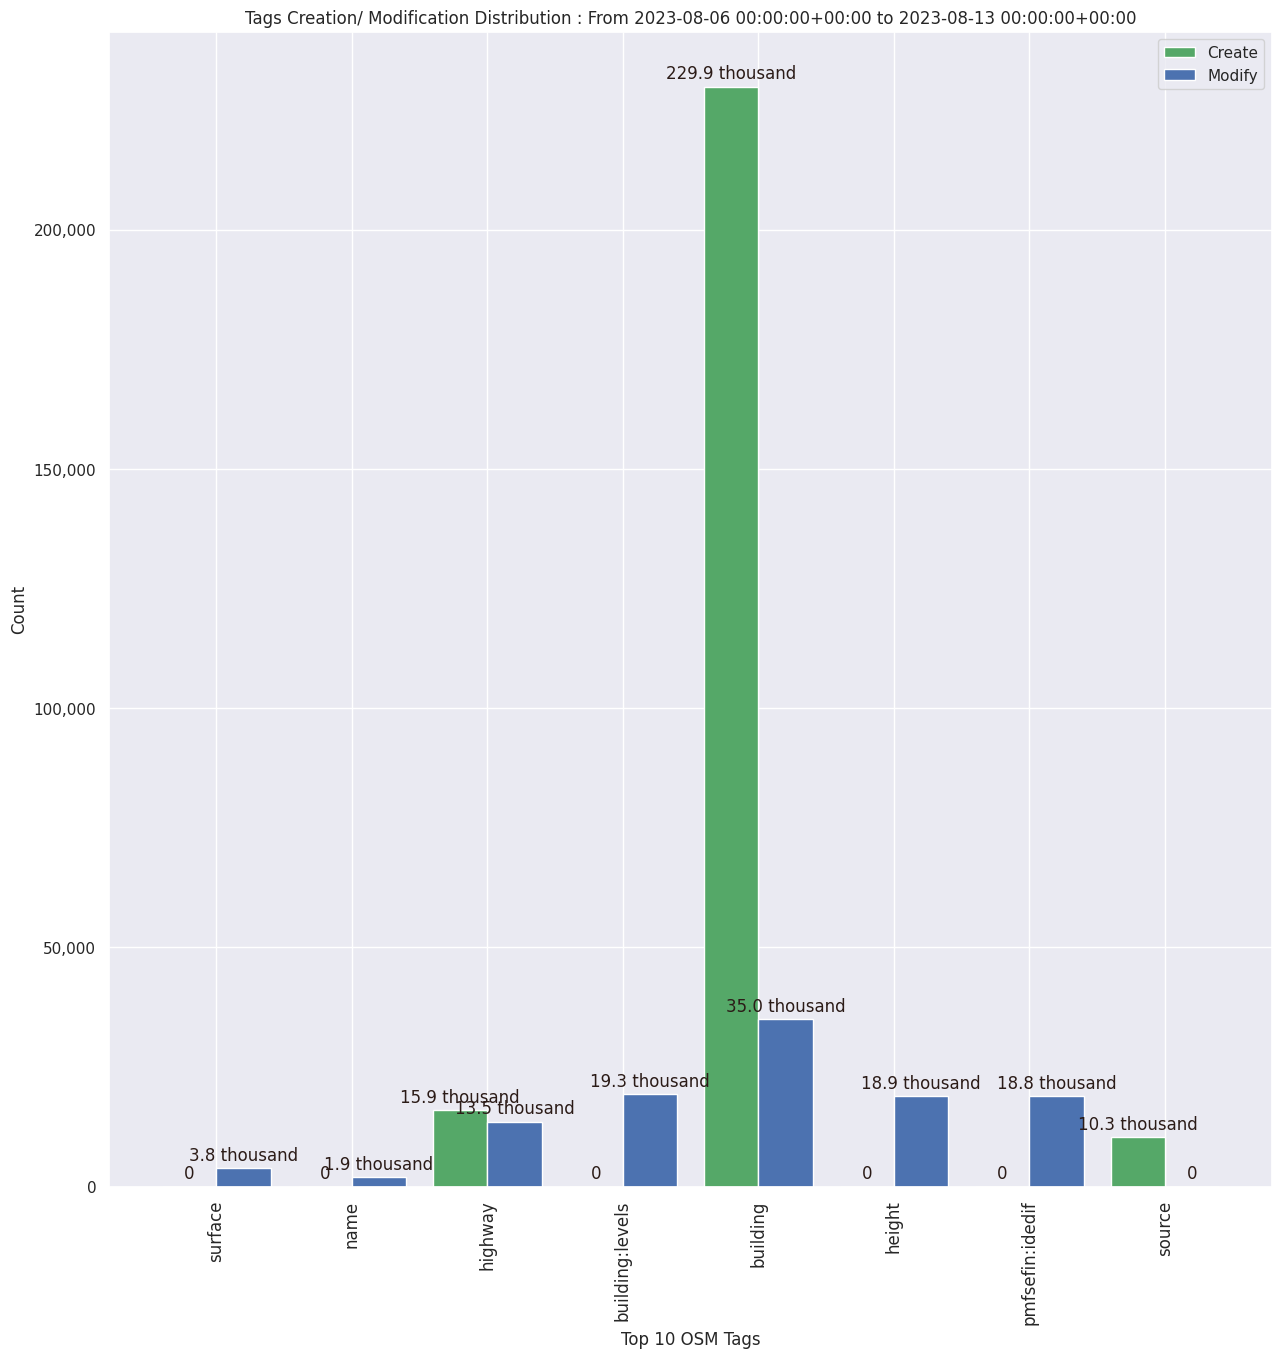 Tags Creation/ Modification Distribution : From 2023-08-06 00:00:00+00:00 to 2023-08-13 00:00:00+00:00
Create
Modify
229.9 thousand
200,000
150,000
Count
100,000
50,000
35.0 thousand
19.3 thousand
18.9 thousand
18.8 thousand
15.9 thousand
13.5 thousand
10.3 thousand
3.8 thousand
1.9 thousand
0
0
0
0
0
0
0
surface
name
highway
building:levels
building
height
pmfsefin:idedif
source
Top 10 OSM Tags